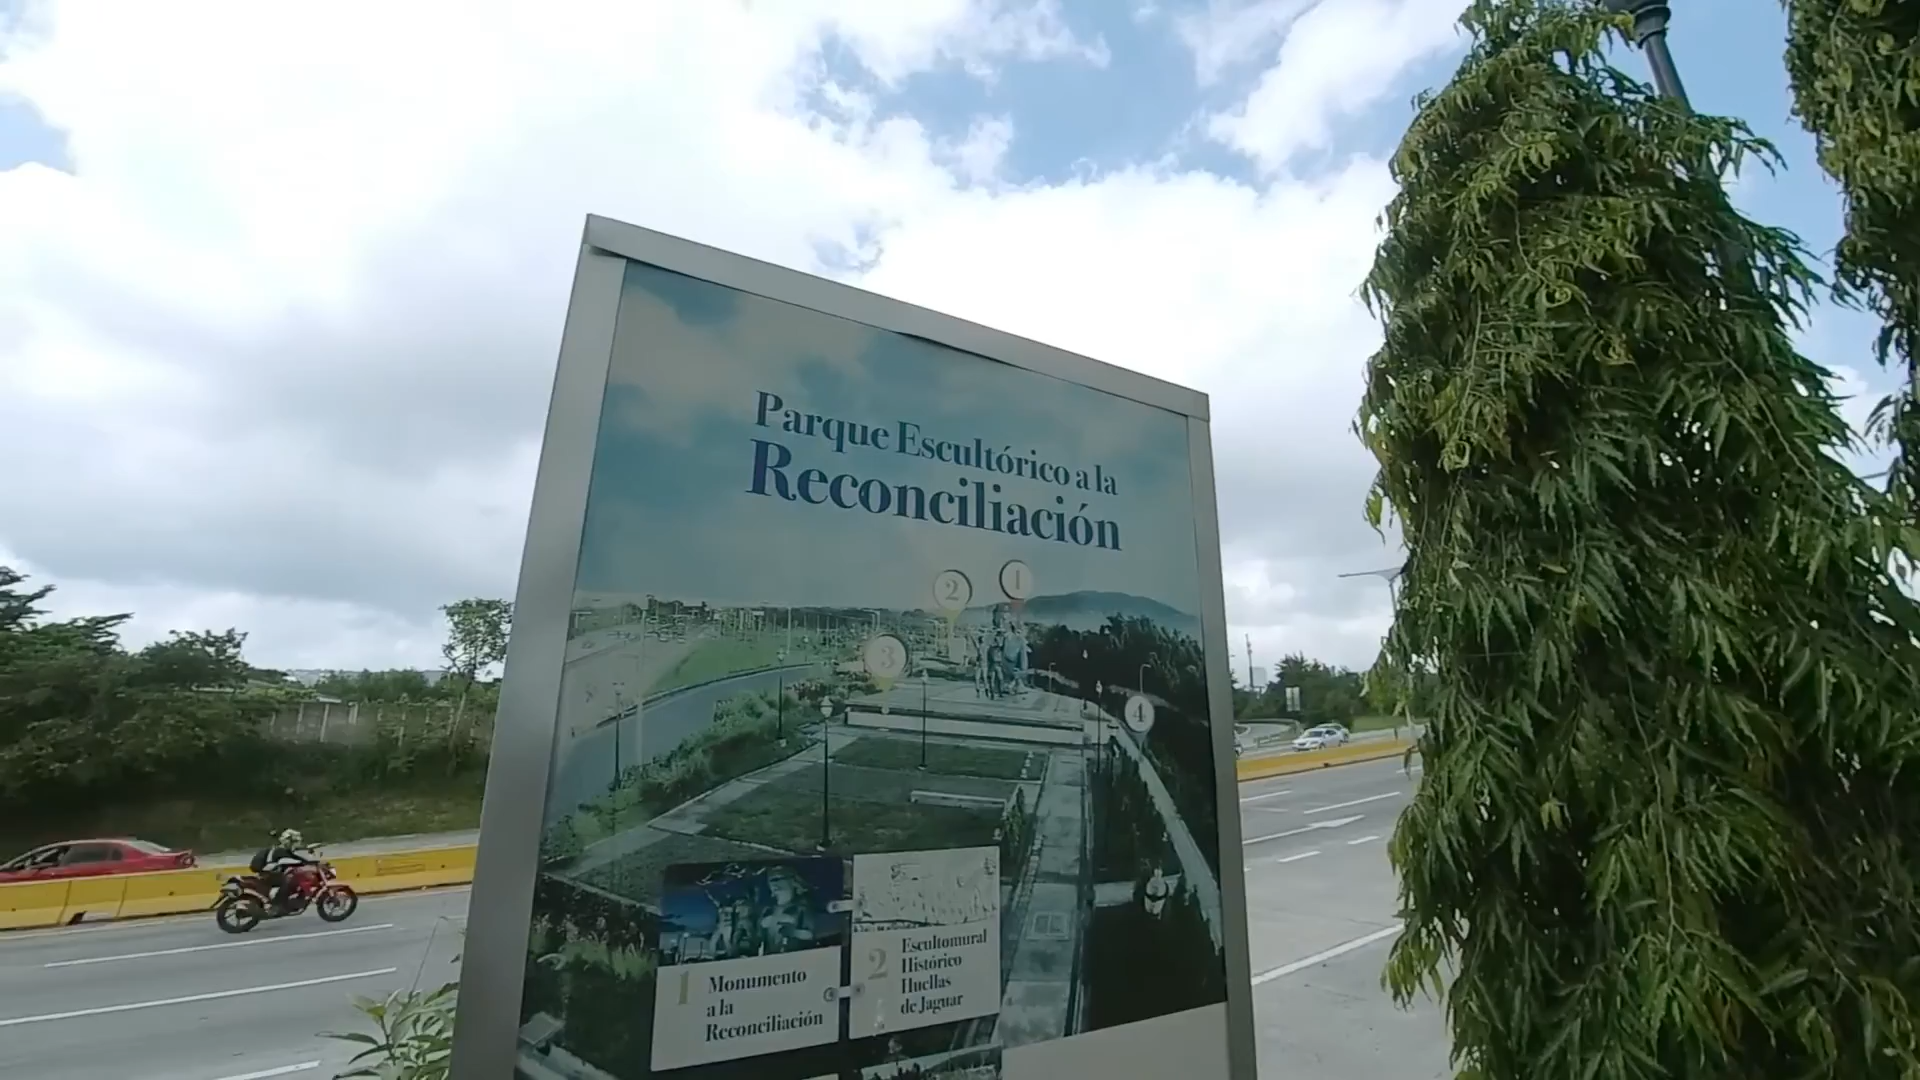 Parque Escultórico a la
Reconciliación
2
1
3
4
1
Monumento
a la
Reconciliación
2
Escultomural
Histórico
Huellas
de Jaguar